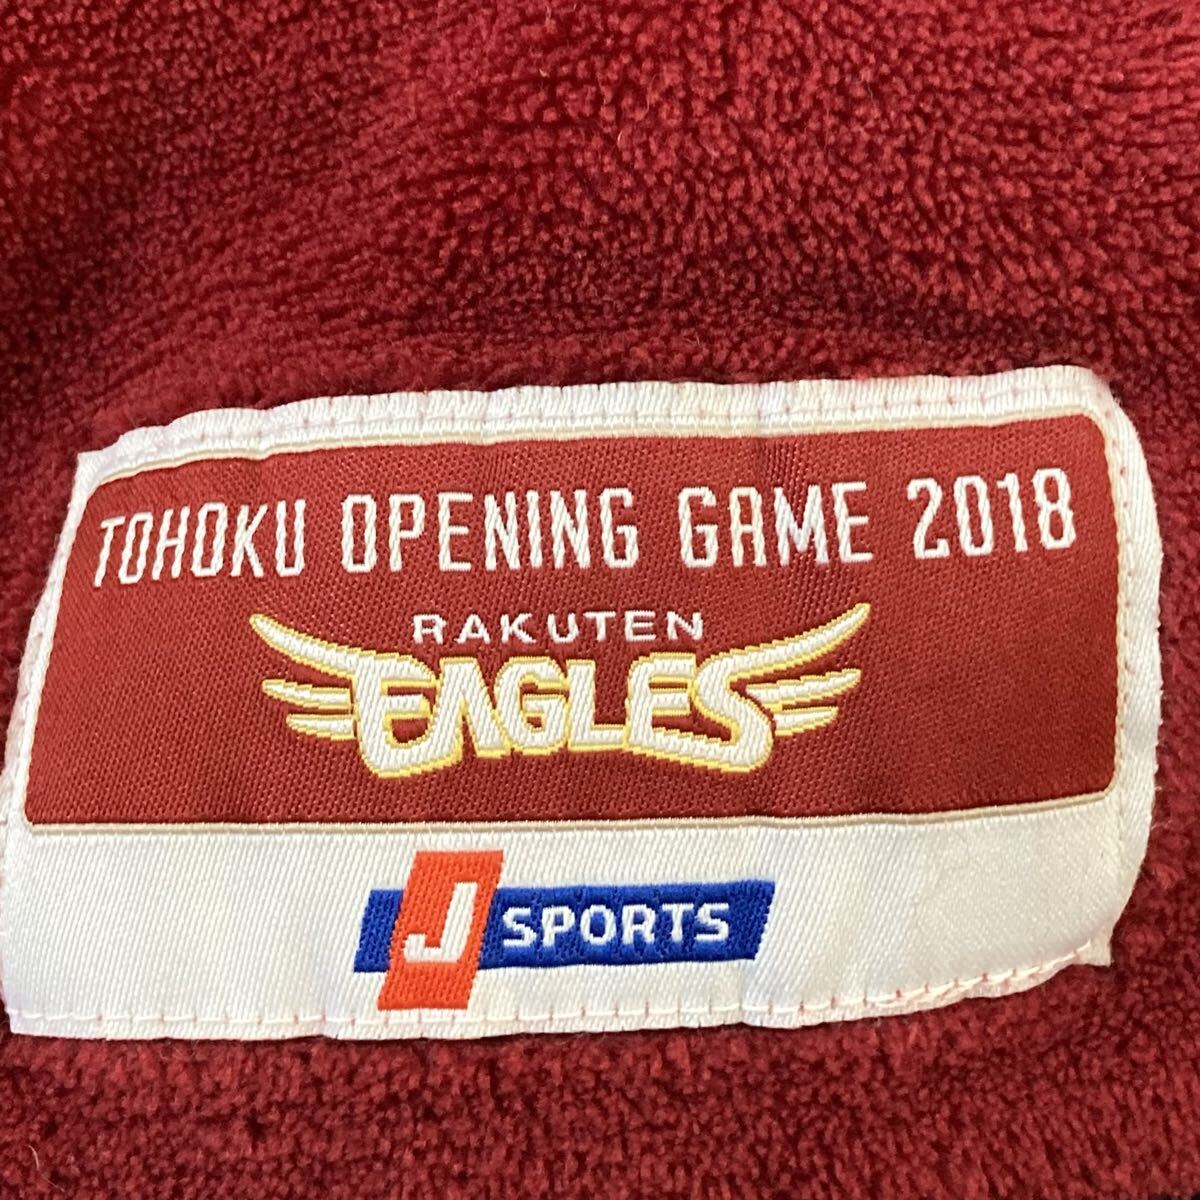 TOHOKU OPENING GAME 2018
RAKUTEN
EAGLES
J SPORTS